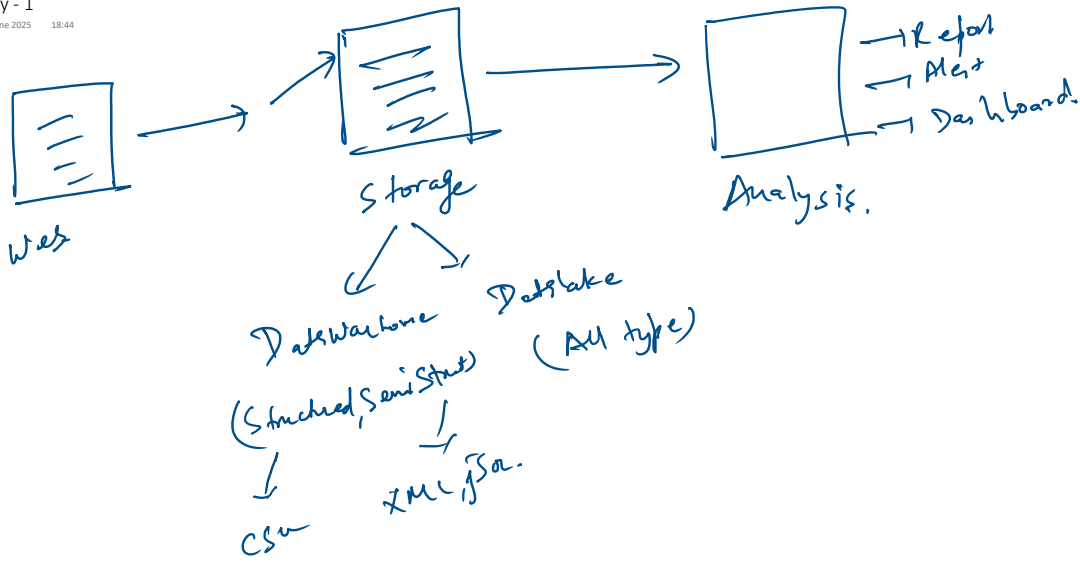 y - 1
ne 2025 18:44
Report
Alert
Dashboard.
Web
Storage
Analysis.
Datawarehouse
Datalake
(Structured, Semi Struct)
(All type)
CSV
XML, json.